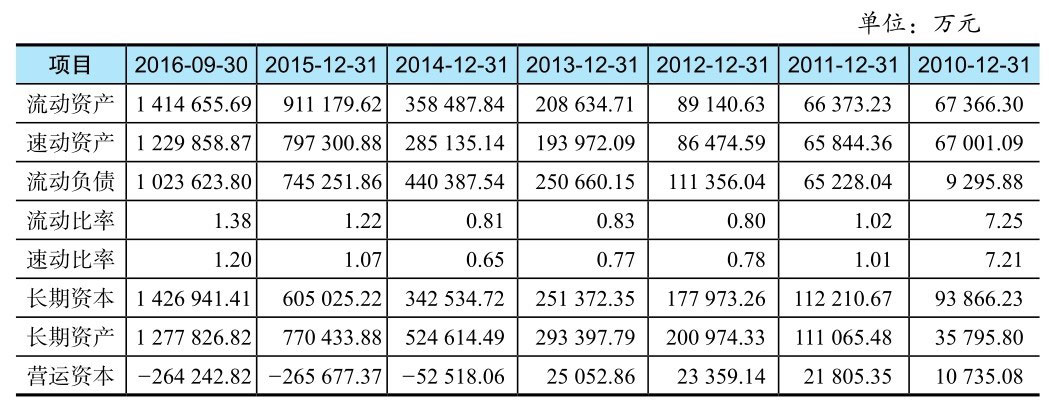 单位：万元
项目 2016-09-30 2015-12-31 2014-12-31 2013-12-31 2012-12-31 2011-12-31 2010-12-31
流动资产 1 414 655.69 911 179.62 358 487.84 208 634.71 89 140.63 66 373.23 67 366.30
速动资产 1 229 858.87 797 300.88 285 135.14 193 972.09 86 474.59 65 844.36 67 001.09
流动负债 1 023 623.80 745 251.86 440 387.54 250 660.15 111 356.04 65 228.04 9 295.88
流动比率 1.38 1.22 0.81 0.83 0.80 1.02 7.25
速动比率 1.20 1.07 0.65 0.77 0.78 1.01 7.21
长期资本 1 426 941.41 605 025.22 342 534.72 251 372.35 177 973.26 112 210.67 93 866.23
长期资产 1 277 826.82 770 433.88 524 614.49 293 397.79 200 974.33 111 065.48 35 795.80
营运资本 −264 242.82 −265 677.37 −52 518.06 25 052.86 23 359.14 21 805.35 10 735.08